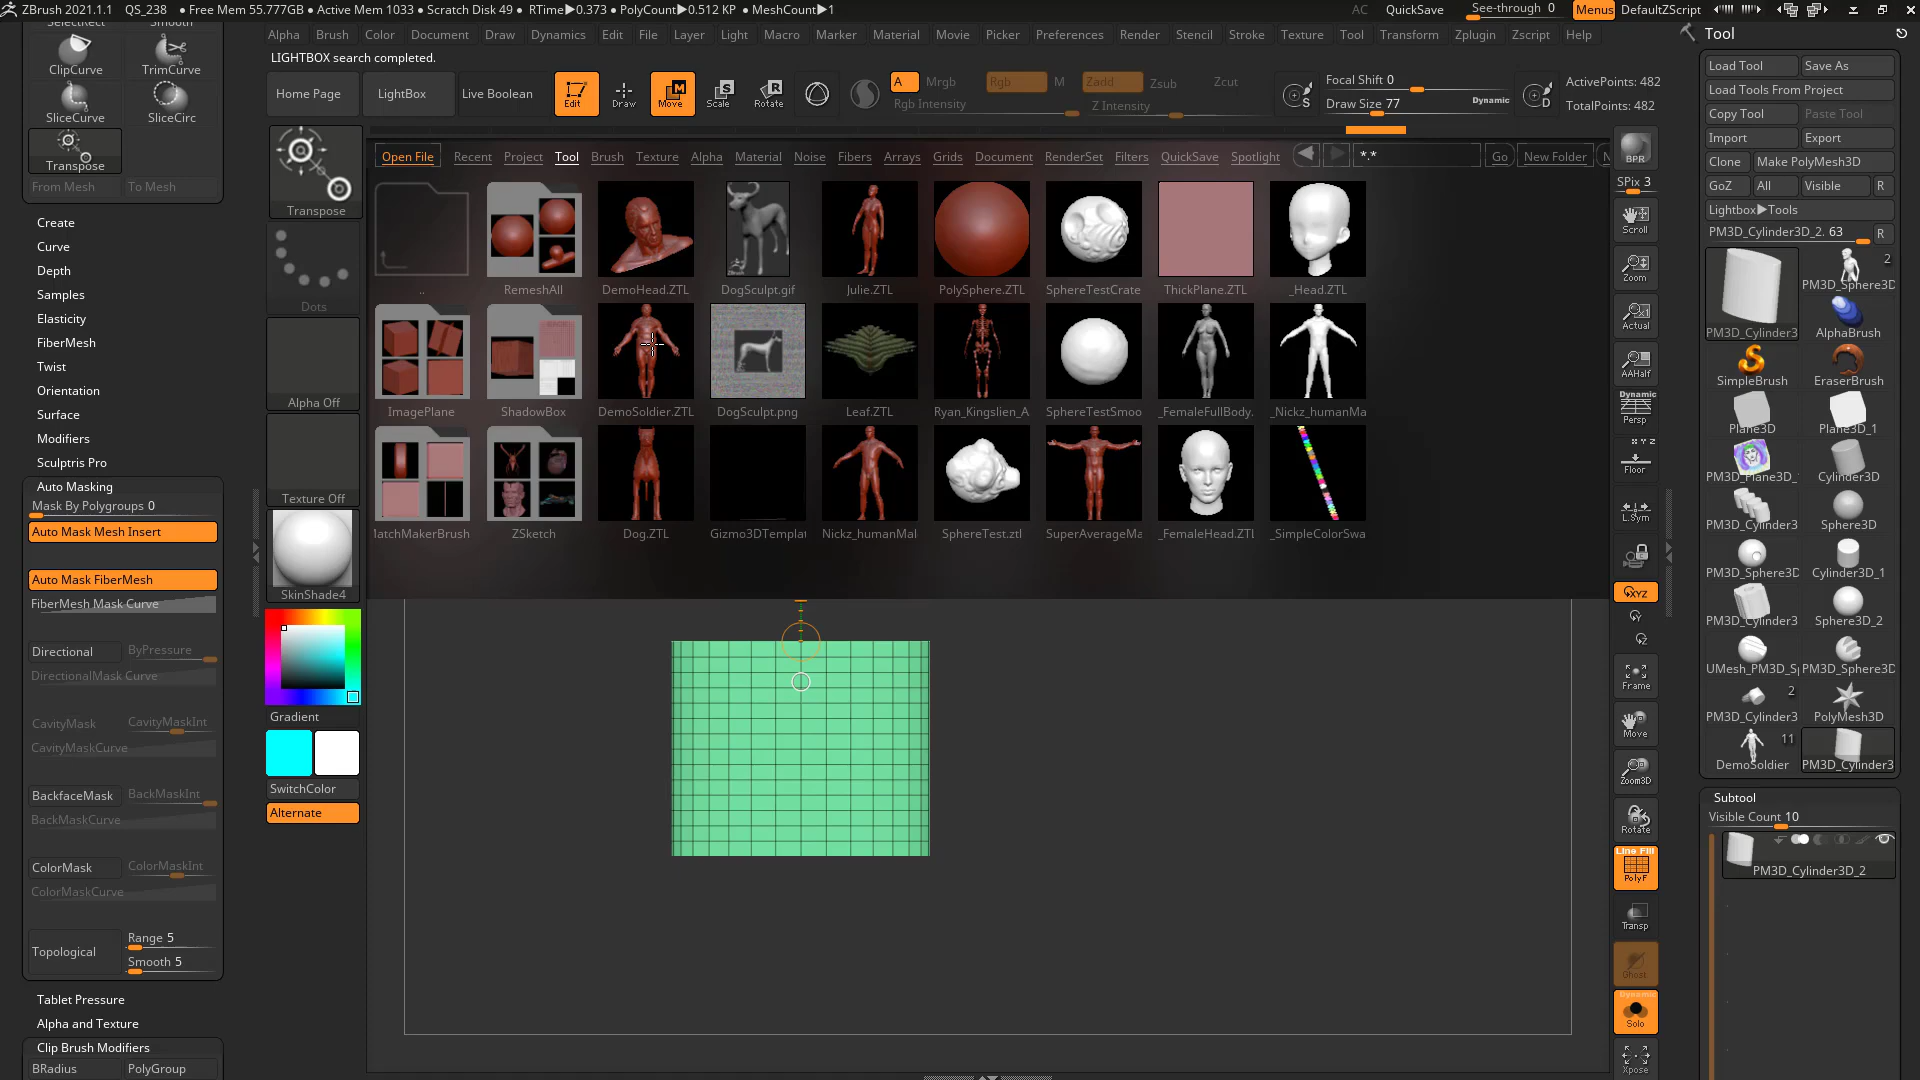 ZBrush 2021.1.1 QS_238 • Free Mem 55.777GB • Active Mem 1033 • Scratch Disk 49 • RTime▶0.373 • PolyCount▶0.512 KP • MeshCount▶1
AC QuickSave See-through 0 Menus DefaultZScript
Alpha Brush Color Document Draw Dynamics Edit File Layer Light Macro Marker Material Movie Picker Preferences Render Stencil Stroke Texture Tool Transform Zplugin Zscript Help
LIGHTBOX search completed.
Home Page LightBox Live Boolean Edit Draw Move Scale Rotate
A Mrgb Rgb M Zadd Zsub Zcut
Rgb Intensity Z Intensity
S Focal Shift 0
Draw Size 77 Dynamic
D ActivePoints: 482
TotalPoints: 482
SelectRect Smooth
ClipCurve TrimCurve
SliceCurve SliceCirc
Transpose
From Mesh To Mesh
Create
Curve
Depth
Samples
Elasticity
FiberMesh
Twist
Orientation
Surface
Modifiers
Sculptris Pro
Auto Masking
Mask By Polygroups 0
Auto Mask Mesh Insert
Auto Mask FiberMesh
FiberMesh Mask Curve
Directional ByPressure
DirectionalMask Curve
CavityMask CavityMaskInt
CavityMaskCurve
BackfaceMask BackMaskInt
BackMaskCurve
ColorMask ColorMaskInt
ColorMaskCurve
Topological Range 5
Smooth 5
Tablet Pressure
Alpha and Texture
Clip Brush Modifiers
BRadius PolyGroup
Transpose
Dots
Alpha Off
Texture Off
SkinShade4
Gradient
SwitchColor
Alternate
Open File Recent Project Tool Brush Texture Alpha Material Noise Fibers Arrays Grids Document RenderSet Filters QuickSave Spotlight *.* Go New Folder N
.. RemeshAll DemoHead.ZTL DogSculpt.gif Julie.ZTL PolySphere.ZTL SphereTestCrate ThickPlane.ZTL _Head.ZTL
ImagePlane ShadowBox DemoSoldier.ZTL DogSculpt.png Leaf.ZTL Ryan_Kingslien_A SphereTestSmoo _FemaleFullBody. _Nickz_humanMa
MatchMakerBrush ZSketch Dog.ZTL Gizmo3DTemplat Nickz_humanMal SphereTest.ztl SuperAverageMa _FemaleHead.ZTL _SimpleColorSwa
BPR
SPix 3
Scroll
Zoom
Actual
AAHalf
Dynamic
Persp
X Y Z
Floor
L.Sym
XYZ
Y
Z
Frame
Move
Zoom3D
Rotate
Line Fill
PolyF
Transp
Ghost
Dynamic
Solo
Xpose
Tool
Load Tool Save As
Load Tools From Project
Copy Tool Paste Tool
Import Export
Clone Make PolyMesh3D
GoZ All Visible R
Lightbox▶Tools
PM3D_Cylinder3D_2. 63 R
2
PM3D_Cylinder3 PM3D_Sphere3D
AlphaBrush
SimpleBrush EraserBrush
Plane3D Plane3D_1
PM3D_Plane3D_ Cylinder3D
PM3D_Cylinder3 Sphere3D
PM3D_Sphere3D Cylinder3D_1
PM3D_Cylinder3 Sphere3D_2
UMesh_PM3D_Sp PM3D_Sphere3D
2
PM3D_Cylinder3 PolyMesh3D
11
DemoSoldier PM3D_Cylinder3
Subtool
Visible Count 10
PM3D_Cylinder3D_2